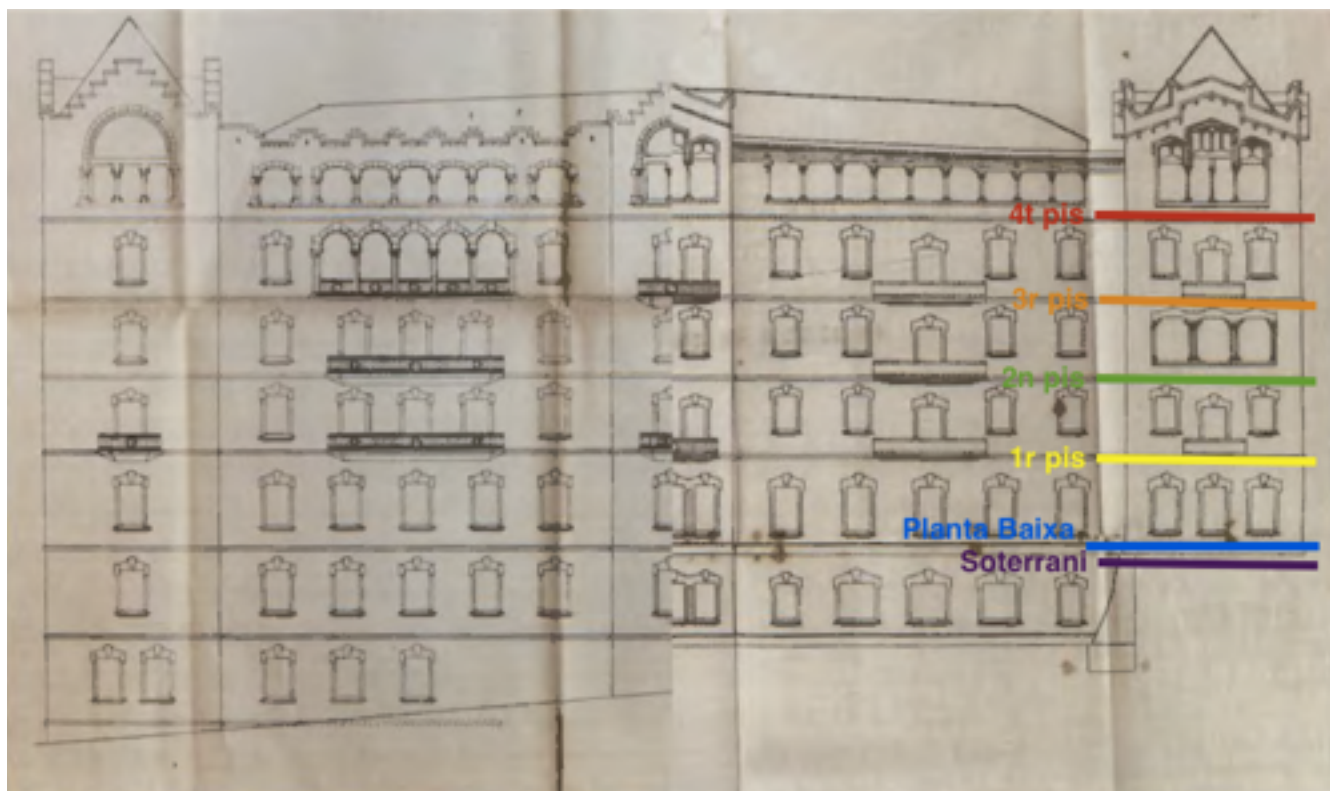 4t pis
3r pis
2n pis
1r pis
Planta Baixa
Soterrani